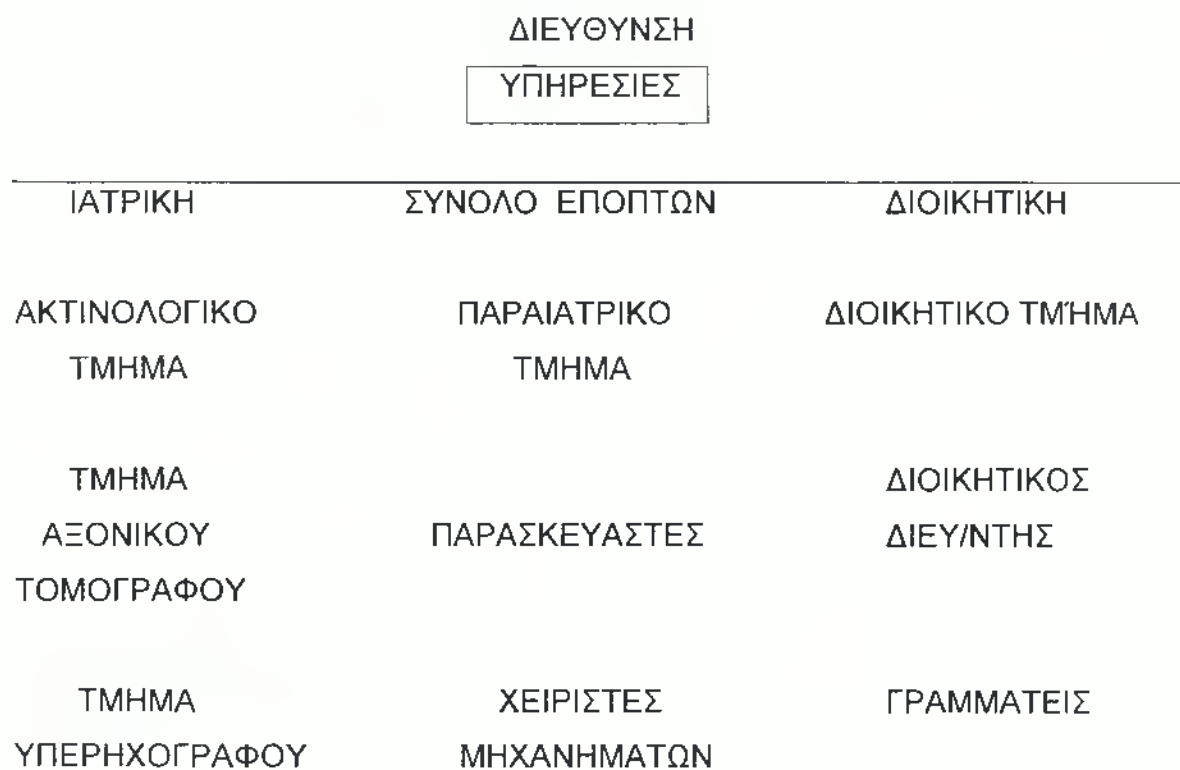 ΔΙΕΥΘΥΝΣΗ
ΥΠΗΡΕΣΙΕΣ
ΙΑΤΡΙΚΗ ΣΥΝΟΛΟ ΕΠΟΠΤΩΝ ΔΙΟΙΚΗΤΙΚΗ
ΑΚΤΙΝΟΛΟΓΙΚΟ ΠΑΡΑΙΑΤΡΙΚΟ ΔΙΟΙΚΗΤΙΚΟ ΤΜΉΜΑ
ΤΜΗΜΑ ΤΜΗΜΑ
ΤΜΗΜΑ ΔΙΟΙΚΗΤΙΚΟΣ
ΑΞΟΝΙΚΟΥ ΠΑΡΑΣΚΕΥΑΣΤΕΣ ΔΙΕΥ/ΝΤΗΣ
ΤΟΜΟΓΡΑΦΟΥ
ΤΜΗΜΑ ΧΕΙΡΙΣΤΕΣ ΓΡΑΜΜΑΤΕΙΣ
ΥΠΕΡΗΧΟΓΡΑΦΟΥ ΜΗΧΑΝΗΜΑΤΩΝ